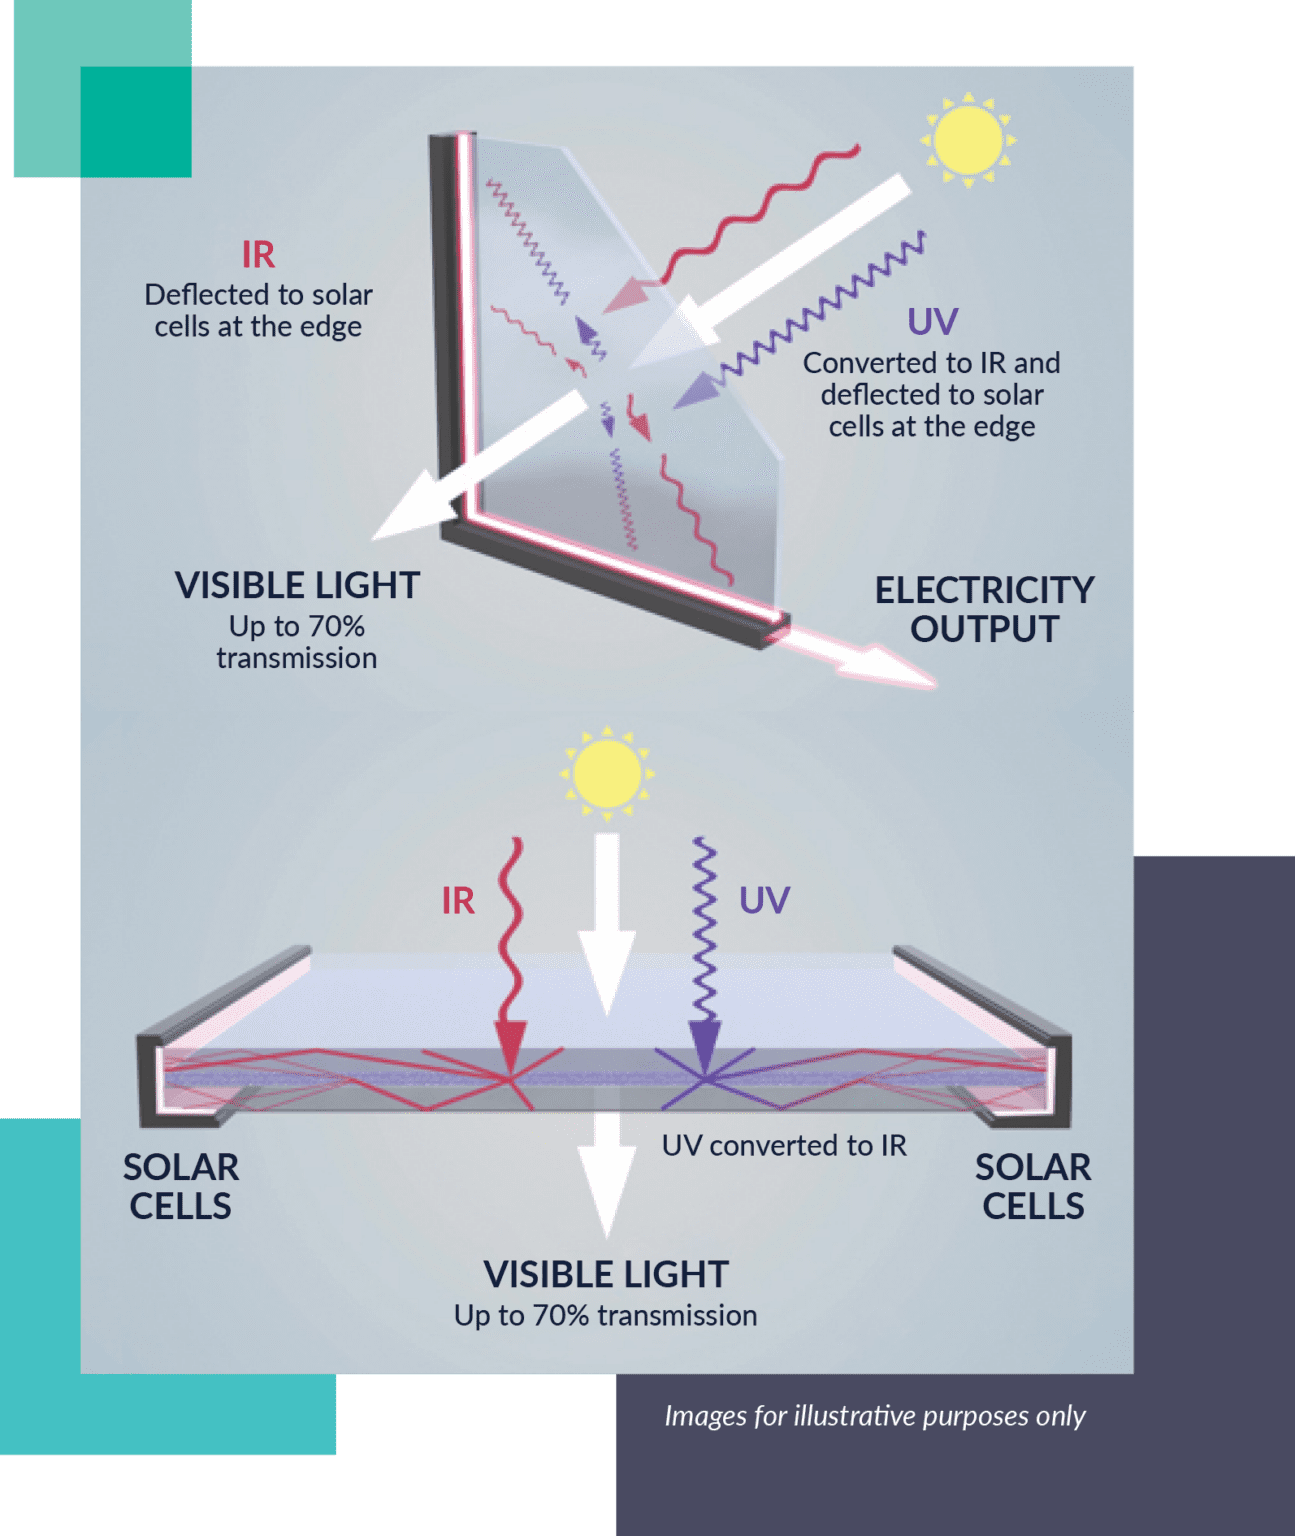 IR
Deflected to solar
cells at the edge
UV
Converted to IR and
deflected to solar
cells at the edge
VISIBLE LIGHT
Up to 70%
transmission
ELECTRICITY
OUTPUT
IR
UV
SOLAR
CELLS
UV converted to IR
SOLAR
CELLS
VISIBLE LIGHT
Up to 70% transmission
Images for illustrative purposes only